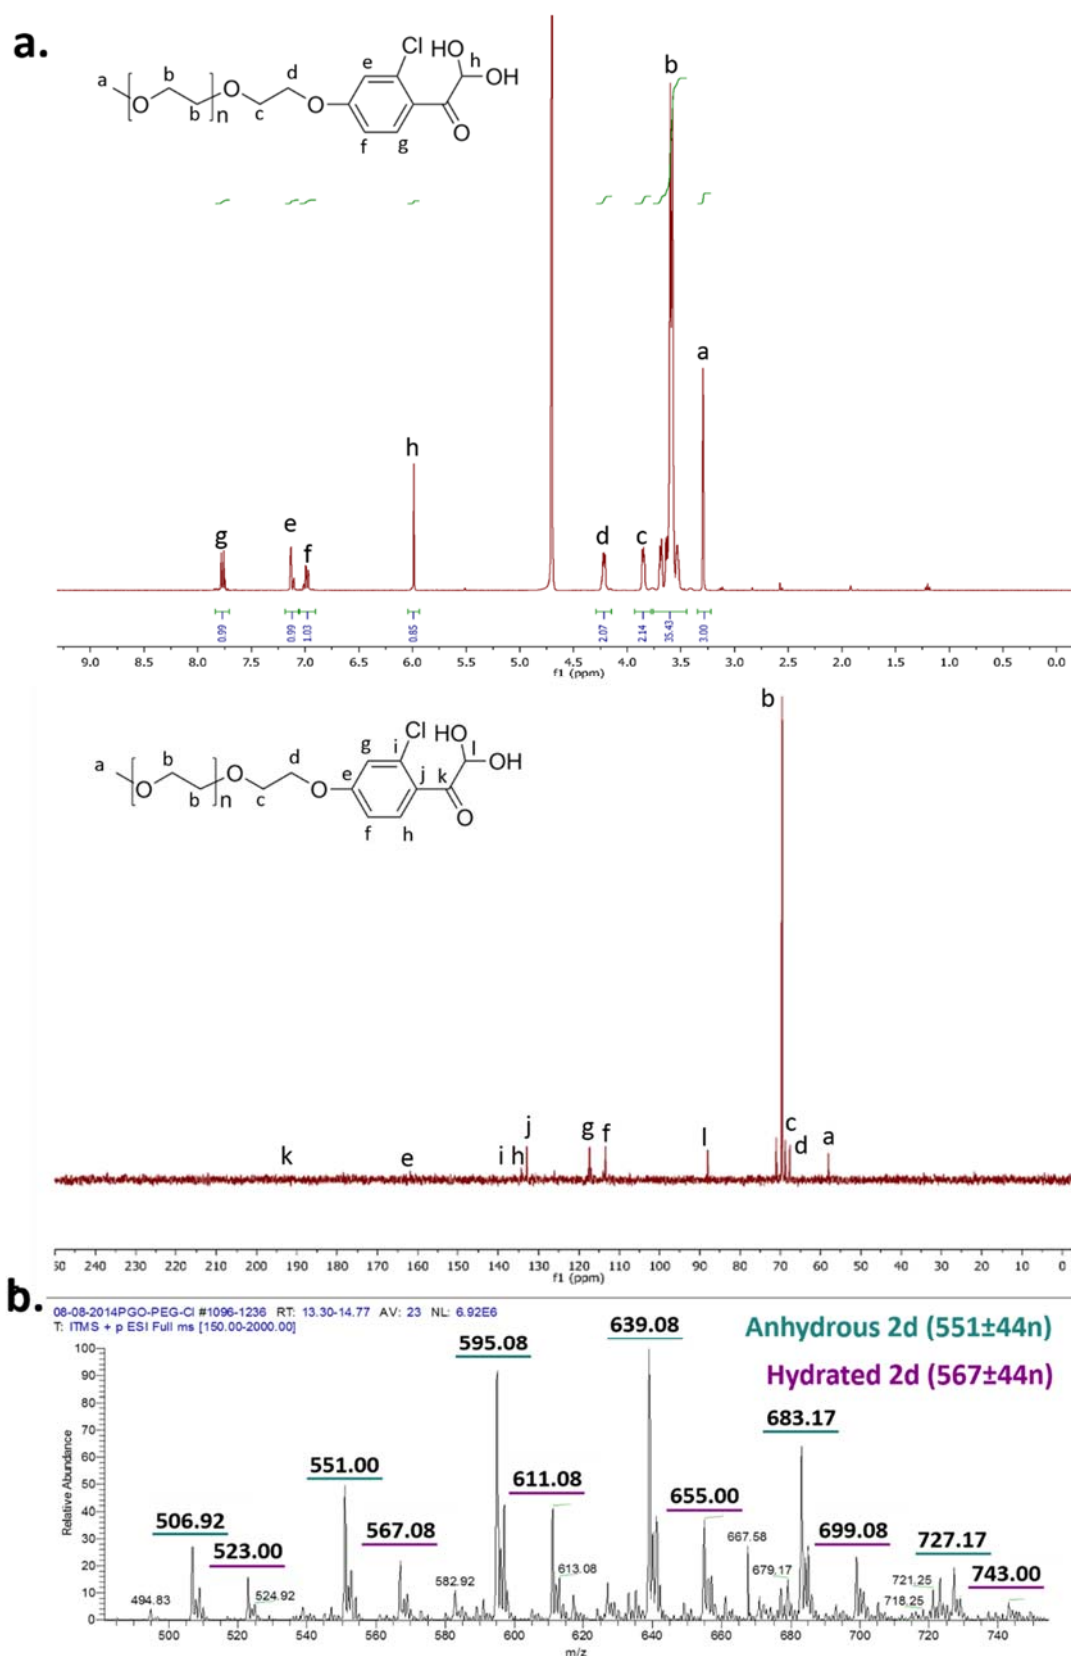 a.
Cl
HO h
OH
a b d e
O O O
b n c
O
f g
b
a
h
g e f d c
0.99 0.99 1.03 0.85 2.07 2.14 35.43 3.00
9.0 8.5 8.0 7.5 7.0 6.5 6.0 5.5 5.0 4.5 4.0 3.5 3.0 2.5 2.0 1.5 1.0 0.5 0.0
f1 (ppm)
b
Cl
HO l
OH
a b d g i
O O O e j k
b n c
O
f h
k e i h j g f l c d a
50 240 230 220 210 200 190 180 170 160 150 140 130 120 110 100 90 80 70 60 50 40 30 20 10 0
f1 (ppm)
b.
08-08-2014PGO-PEG-Cl #1096-1236 RT: 13.30-14.77 AV: 23 NL: 6.92E6
T: ITMS + p ESI Full ms [150.00-2000.00]
Anhydrous 2d (551±44n)
Hydrated 2d (567±44n)
639.08
595.08
683.17
551.00
611.08
655.00
506.92
567.08
667.58
699.08
727.17
523.00
582.92
613.08
679.17
721.25
743.00
494.83
524.92
718.25
100
90
80
70
60
50
40
30
20
10
0
Relative Abundance
500 520 540 560 580 600 620 640 660 680 700 720 740
m/z